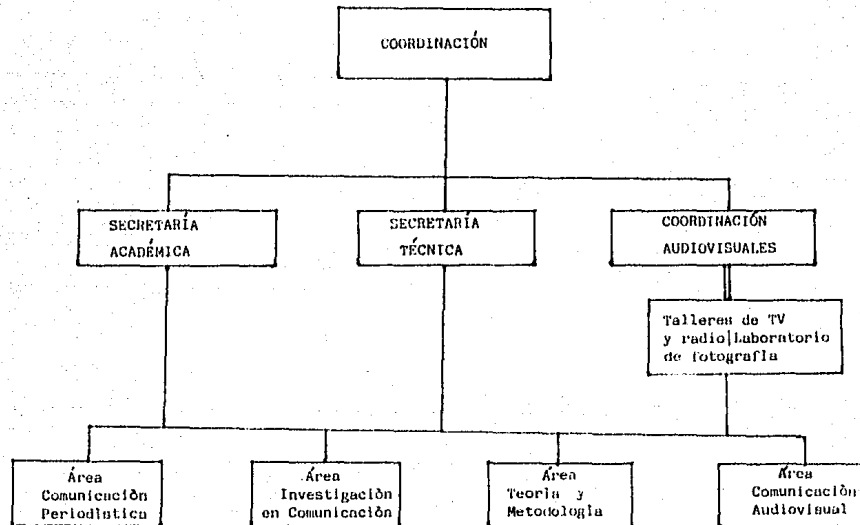 COORDINACIÓN
SECRETARÍA
ACADÉMICA
SECRETARÍA
TÉCNICA
COORDINACIÓN
AUDIOVISUALES
Talleres de TV
y radio|Laboratorio
de fotografía
Área
Comunicación
Periodística
Área
Investigación
en Comunicación
Área
Teoría y
Metodología
Área
Comunicación
Audiovisual